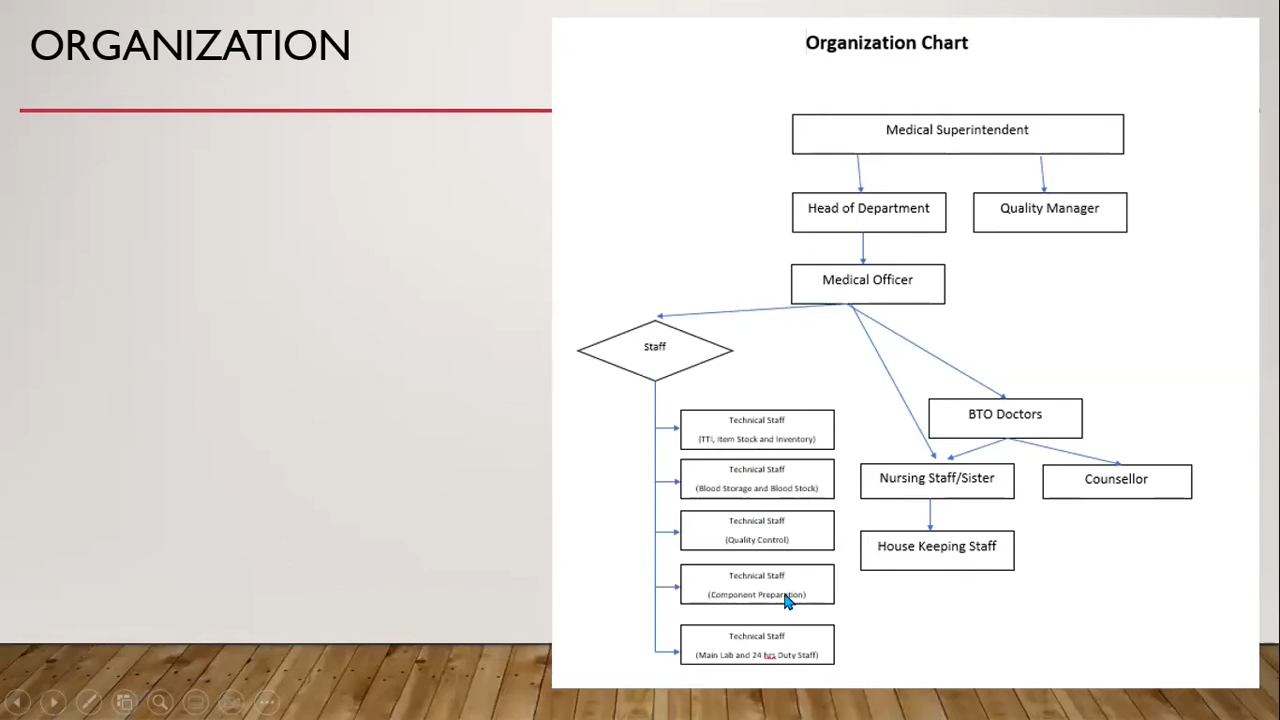 ORGANIZATION
Organization Chart
Medical Superintendent
Head of Department
Quality Manager
Medical Officer
Staff
Technical Staff
(TTI, Item Stock and Inventory)
Technical Staff
(Blood Storage and Blood Stock)
Technical Staff
(Quality Control)
Technical Staff
(Component Preparation)
Technical Staff
(Main Lab and 24 hrs Duty Staff)
BTO Doctors
Nursing Staff/Sister
Counsellor
House Keeping Staff